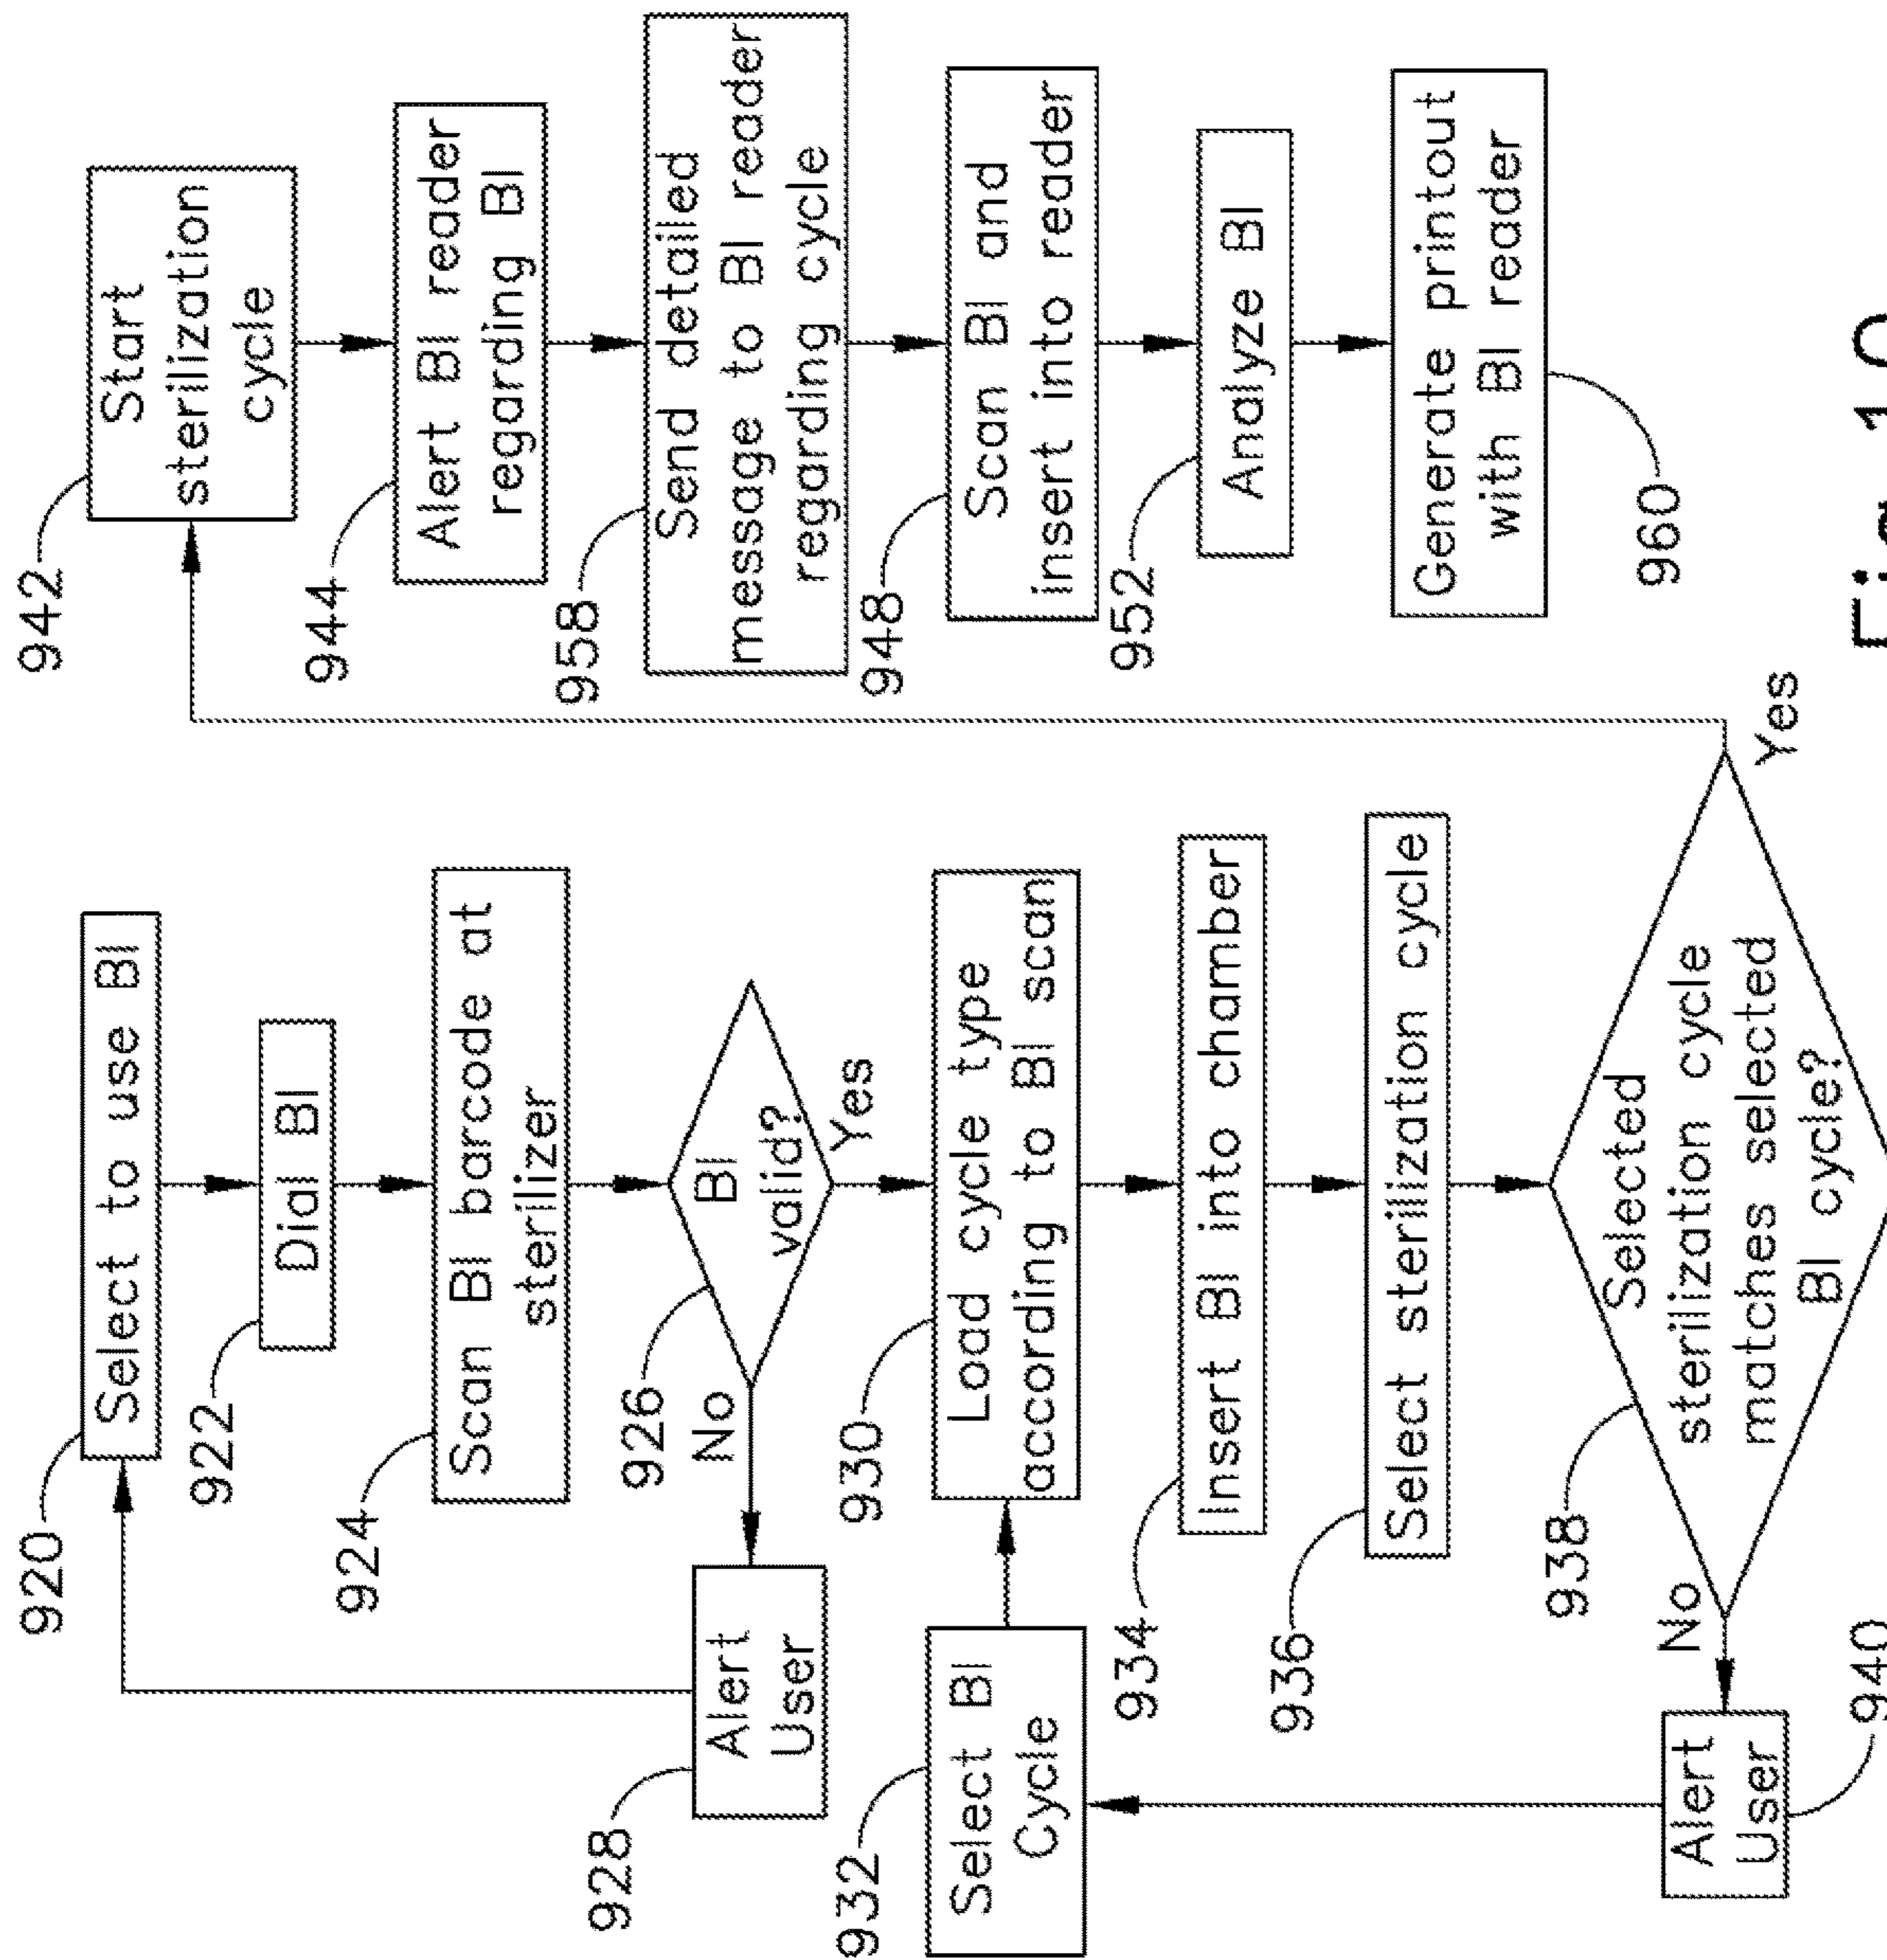 920
Select to use BI
922
Dial BI
924
Scan BI barcode at
sterilizer
926
BI
valid?
No
Yes
928
Alert
User
930
Load cycle type
according to BI scan
932
Select BI
Cycle
934
Insert BI into chamber
936
Select sterilization cycle
938
Selected
sterilization cycle
matches selected
BI cycle?
No
Yes
Alert
User
940
942
Start
sterilization
cycle
944
Alert BI reader
regarding BI
958
Send detailed
message to BI reader
regarding cycle
948
Scan BI and
insert into reader
952
Analyze BI
Generate printout
with BI reader
960